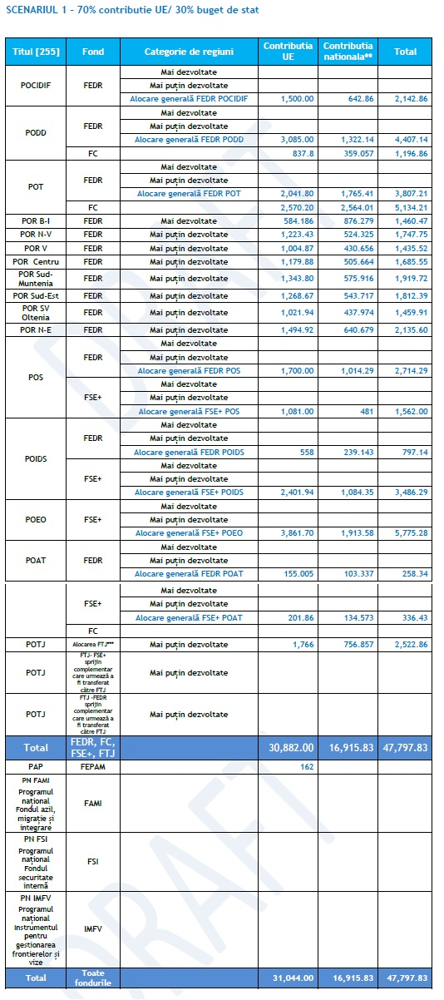 SCENARIUL 1 – 70% contributie UE/ 30% buget de stat
Titul [255] Fond Categorie de regiuni Contributia UE Contributia nationala** Total
POCIDIF FEDR Mai dezvoltate
Mai puțin dezvoltate
Alocare generală FEDR POCIDIF 1,500.00 642.86 2,142.86
PODD FEDR Mai dezvoltate
Mai puțin dezvoltate
Alocare generală FEDR PODD 3,085.00 1,322.14 4,407.14
FC 837.8 359.057 1,196.86
POT FEDR Mai dezvoltate
Mai puțin dezvoltate
Alocare generală FEDR POT 2,041.80 1,765.41 3,807.21
FC 2,570.20 2,564.01 5,134.21
POR B-I FEDR Mai dezvoltate 584.186 876.279 1,460.47
POR N-V FEDR Mai puțin dezvoltate 1,223.43 524.325 1,747.75
POR V FEDR Mai puțin dezvoltate 1,004.87 430.656 1,435.52
POR Centru FEDR Mai puțin dezvoltate 1,179.88 505.664 1,685.55
POR Sud-Muntenia FEDR Mai puțin dezvoltate 1,343.80 575.916 1,919.72
POR Sud-Est FEDR Mai puțin dezvoltate 1,268.67 543.717 1,812.39
POR SV Oltenia FEDR Mai puțin dezvoltate 1,021.94 437.974 1,459.91
POR N-E FEDR Mai puțin dezvoltate 1,494.92 640.679 2,135.60
POS FEDR Mai dezvoltate
Mai puțin dezvoltate
Alocare generală FEDR POS 1,700.00 1,014.29 2,714.29
FSE+ Mai dezvoltate
Mai puțin dezvoltate
Alocare generală FSE+ POS 1,081.00 481 1,562.00
POIDS FEDR Mai dezvoltate
Mai puțin dezvoltate
Alocare generală FEDR POIDS 558 239.143 797.14
FSE+ Mai dezvoltate
Mai puțin dezvoltate
Alocare generală FSE+ POIDS 2,401.94 1,084.35 3,486.29
POEO FSE+ Mai dezvoltate
Mai puțin dezvoltate
Alocare generală FSE+ POEO 3,861.70 1,913.58 5,775.28
POAT FEDR Mai dezvoltate
Mai puțin dezvoltate
Alocare generală FEDR POAT 155.005 103.337 258.34
FSE+ Mai dezvoltate
Mai puțin dezvoltate
Alocare generală FSE+ POAT 201.86 134.573 336.43
FC
POTJ Alocarea FTJ*** Mai puțin dezvoltate 1,766 756.857 2,522.86
POTJ FTJ- FSE+ sprijin complementar care urmează a fi transferat către FTJ Mai puțin dezvoltate
POTJ FTJ -FEDR sprijin complementar care urmează a fi transferat către FTJ Mai puțin dezvoltate
Total FEDR, FC, FSE+, FTJ 30,882.00 16,915.83 47,797.83
PAP FEPAM 162
PN FAMI
Programul național Fondul azil, migrație și integrare FAMI
PN FSI
Programul național Fondul securitate internă FSI
PN IMFV
Programul național Instrumentul pentru gestionarea frontierelor și vize IMFV
Total Toate fondurile 31,044.00 16,915.83 47,797.83
DRAFT
DRAFT